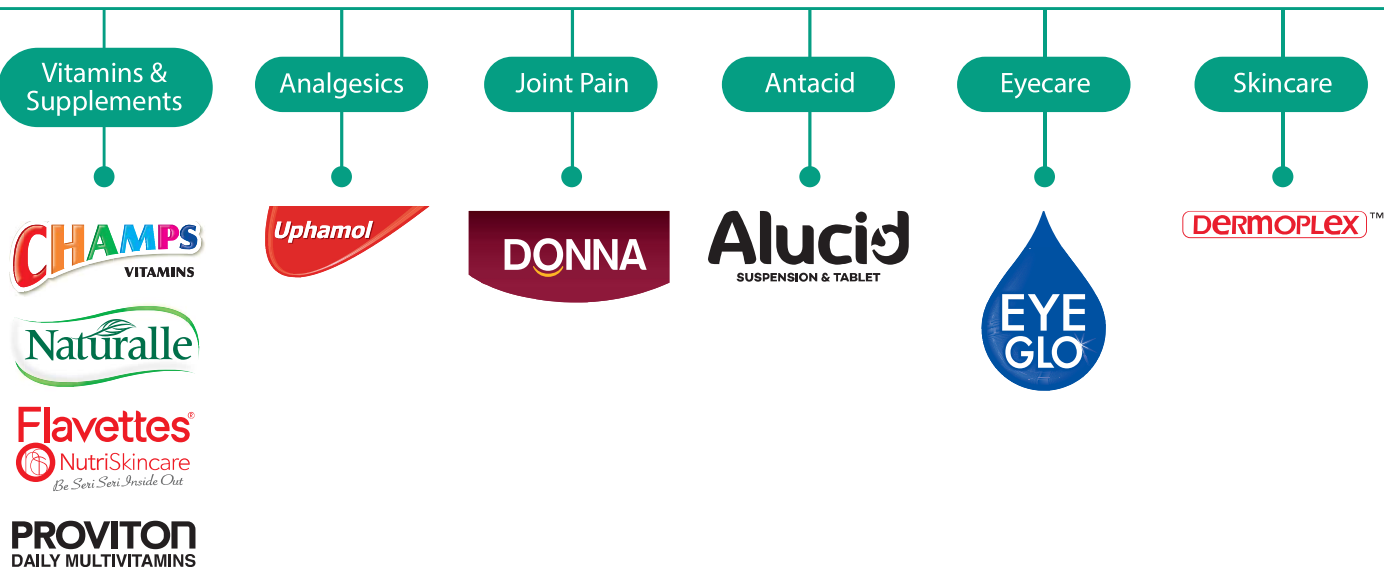 Vitamins &
Supplements
CHAMPS
VITAMINS
Naturalle
Flavettes®
NutriSkincare
Be Seri Seri Inside Out
PROVITON
DAILY MULTIVITAMINS
Analgesics
Uphamol
Joint Pain
DONNA
Antacid
Alucid
SUSPENSION & TABLET
Eyecare
EYE
GLO
Skincare
DERMOPLEX™